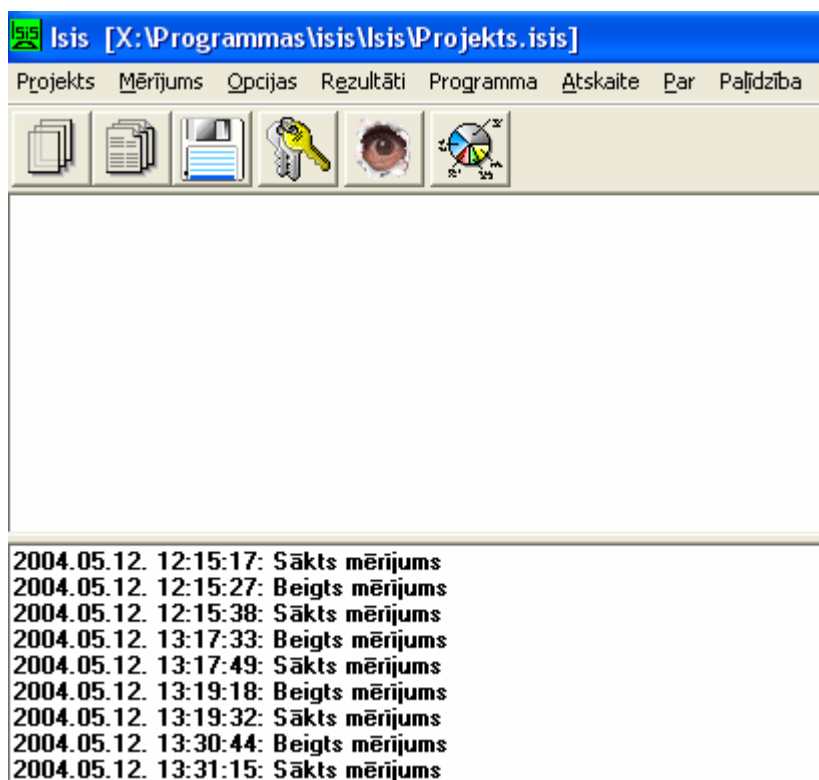 Isis [X:\Programmas\isis\Isis\Projekts.isis]
Projekts Mērījums Opcijas Rezultāti Programma Atskaite Par Palīdzība
2004.05.12. 12:15:17: Sākts mērījums
2004.05.12. 12:15:27: Beigts mērījums
2004.05.12. 12:15:38: Sākts mērījums
2004.05.12. 13:17:33: Beigts mērījums
2004.05.12. 13:17:49: Sākts mērījums
2004.05.12. 13:19:18: Beigts mērījums
2004.05.12. 13:19:32: Sākts mērījums
2004.05.12. 13:30:44: Beigts mērījums
2004.05.12. 13:31:15: Sākts mērījums